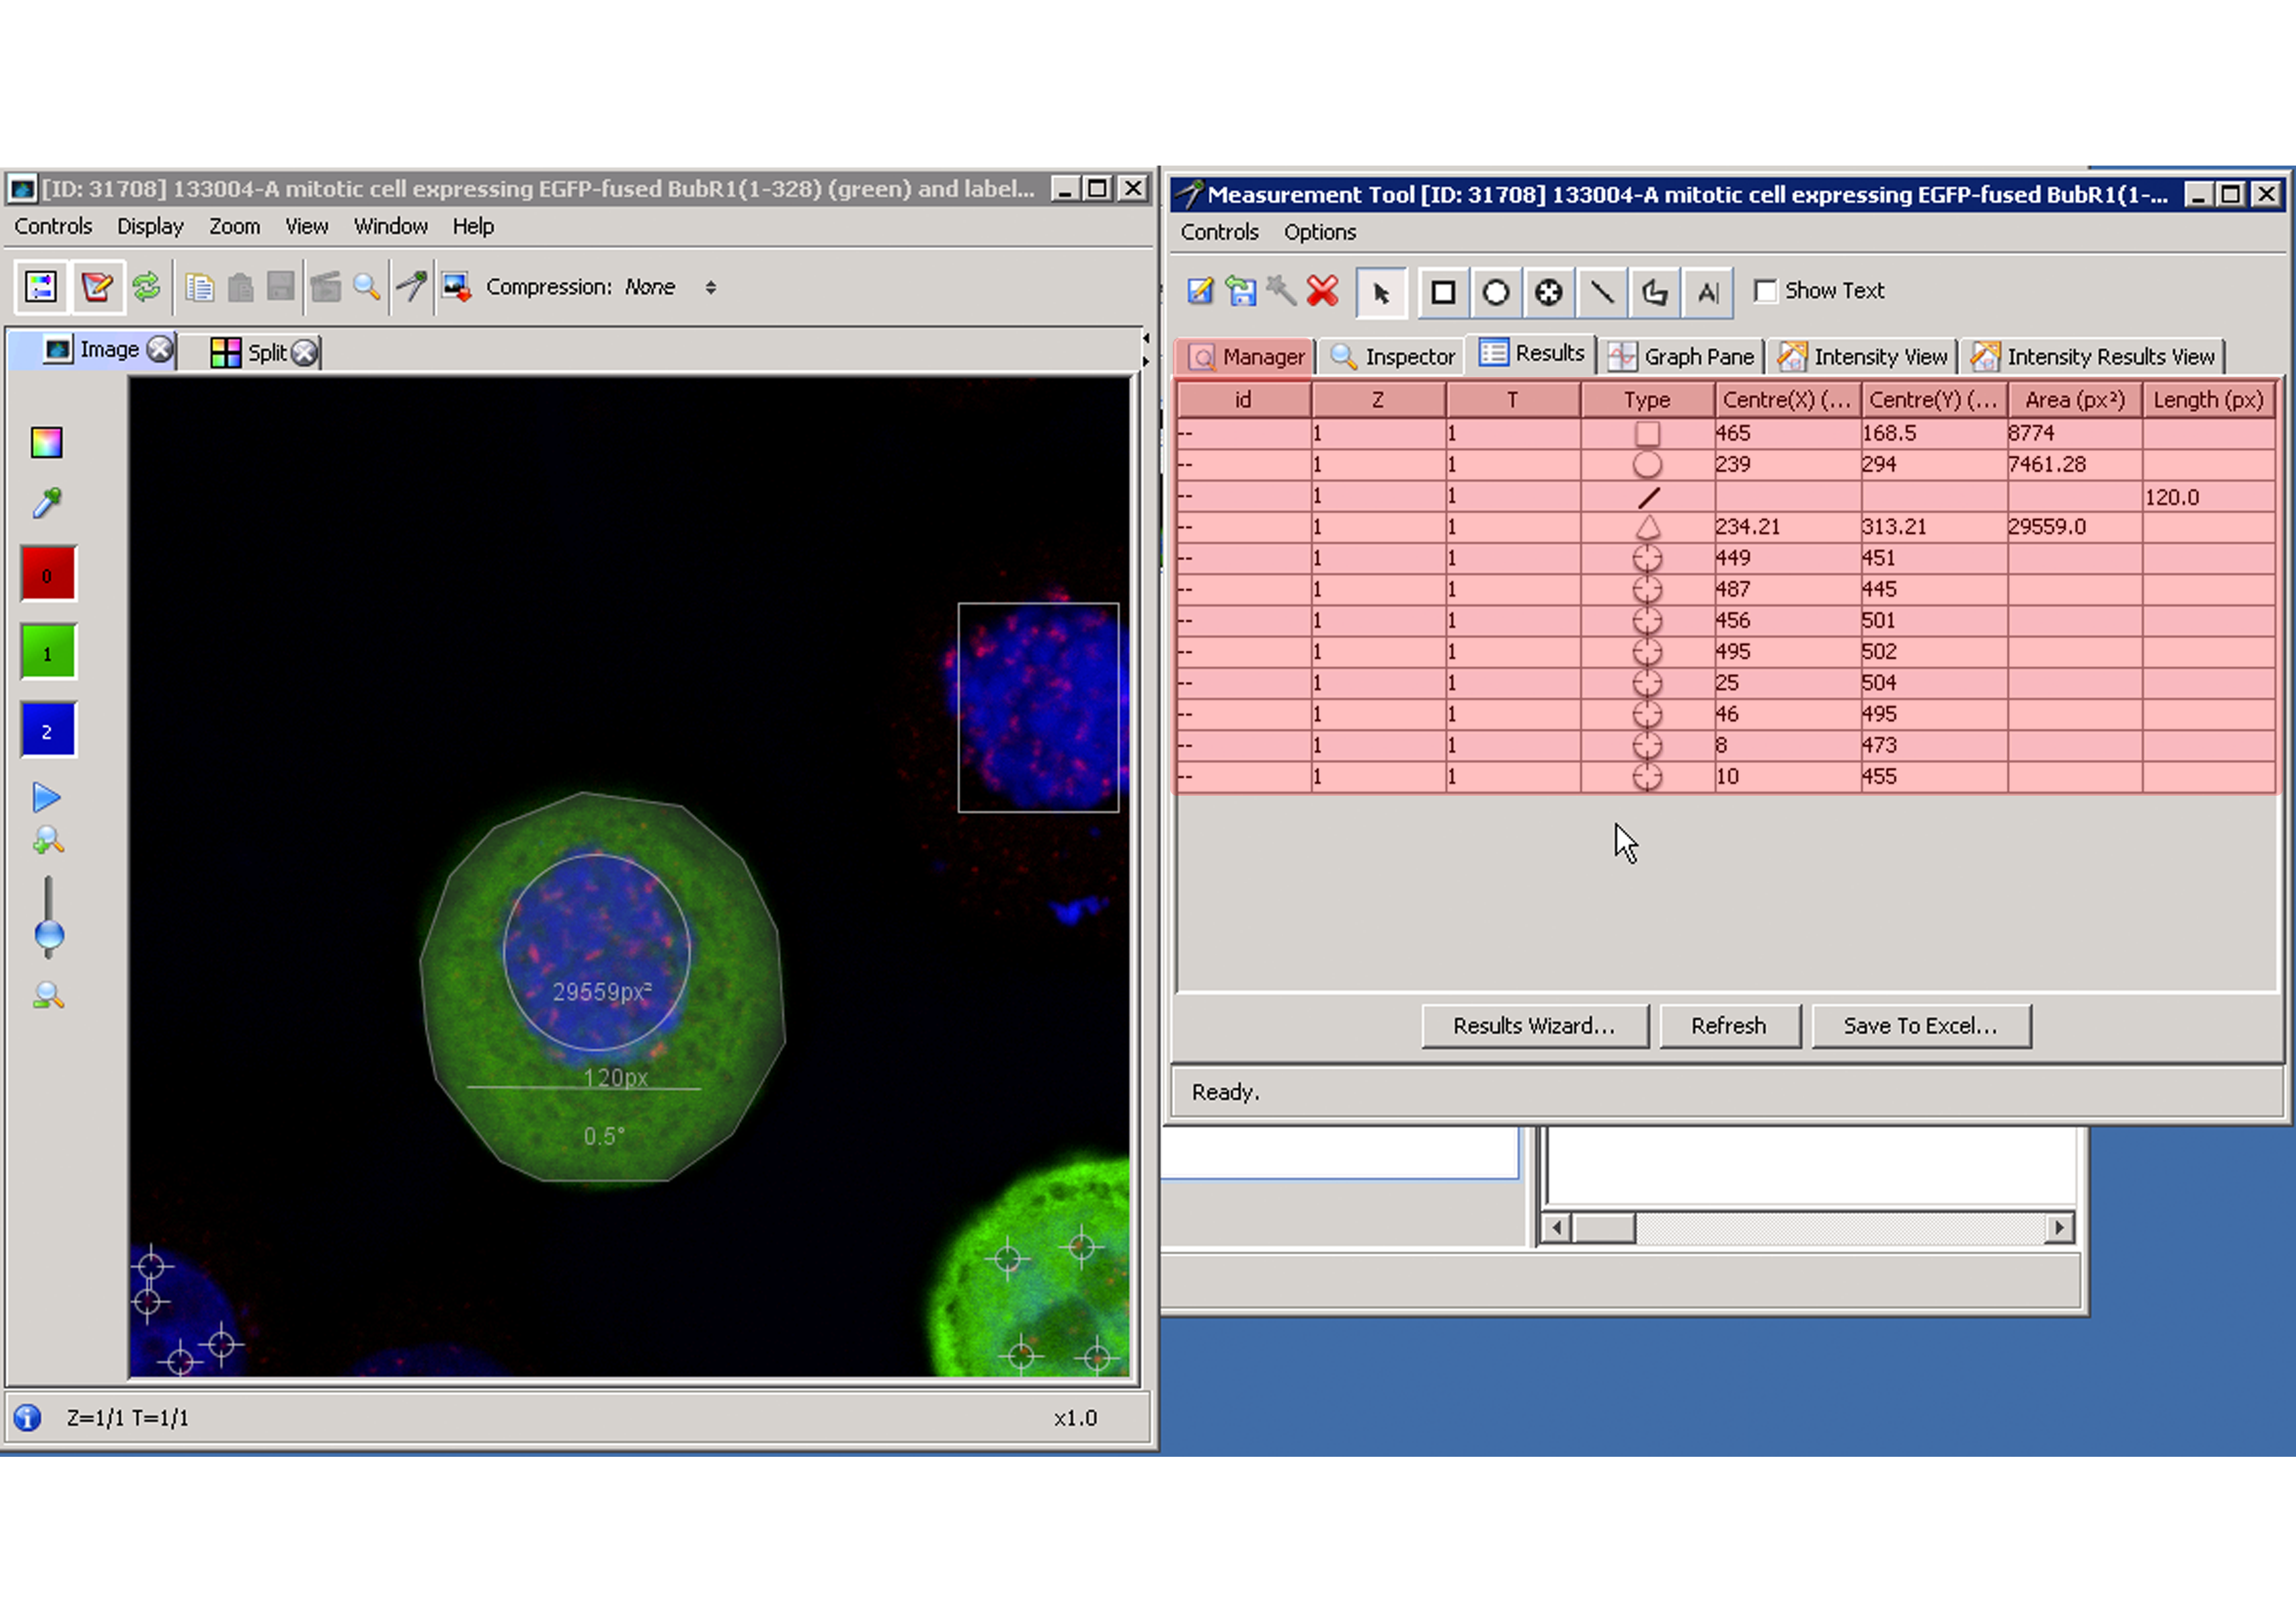 [ID: 31708] 133004-A mitotic cell expressing EGFP-fused BubR1(1-328) (green) and label...
Controls Display Zoom View Window Help
Compression: None
Image Split
0
1
2
29559px²
120px
0.5°
Z=1/1 T=1/1 x1.0
Measurement Tool [ID: 31708] 133004-A mitotic cell expressing EGFP-fused BubR1(1-...
Controls Options
A| Show Text
Manager Inspector Results Graph Pane Intensity View Intensity Results View
id Z T Type Centre(X) (... Centre(Y) (... Area (px²) Length (px)
-- 1 1 465 168.5 8774
-- 1 1 239 294 7461.28
-- 1 1 120.0
-- 1 1 234.21 313.21 29559.0
-- 1 1 449 451
-- 1 1 487 445
-- 1 1 456 501
-- 1 1 495 502
-- 1 1 25 504
-- 1 1 46 495
-- 1 1 8 473
-- 1 1 10 455
Results Wizard... Refresh Save To Excel...
Ready.